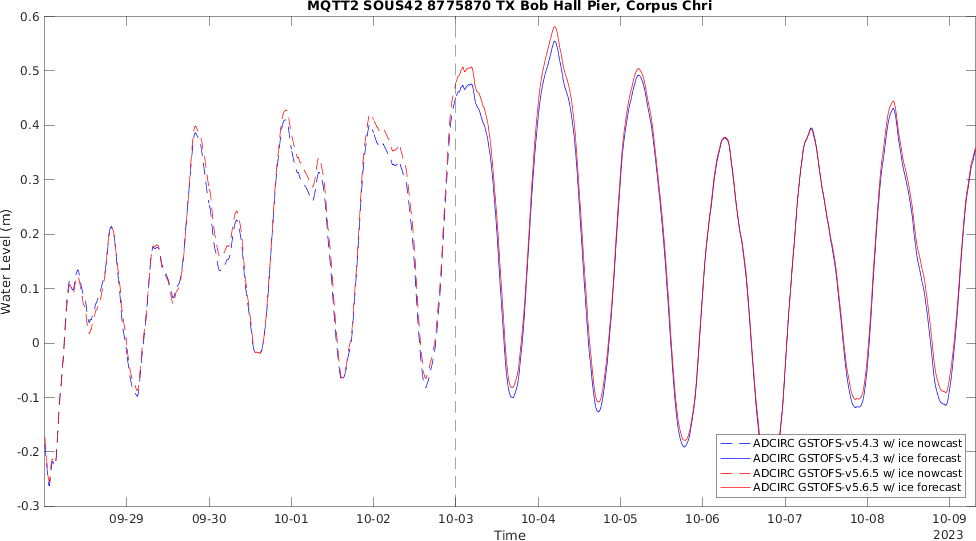 MQTT2 SOUS42 8775870 TX Bob Hall Pier, Corpus Chri
Water Level (m)
0.6
0.5
0.4
0.3
0.2
0.1
0
-0.1
-0.2
-0.3
ADCIRC GSTOFS-v5.4.3 w/ ice nowcast
ADCIRC GSTOFS-v5.4.3 w/ ice forecast
ADCIRC GSTOFS-v5.6.5 w/ ice nowcast
ADCIRC GSTOFS-v5.6.5 w/ ice forecast
09-29 09-30 10-01 10-02 10-03 10-04 10-05 10-06 10-07 10-08 10-09
Time
2023